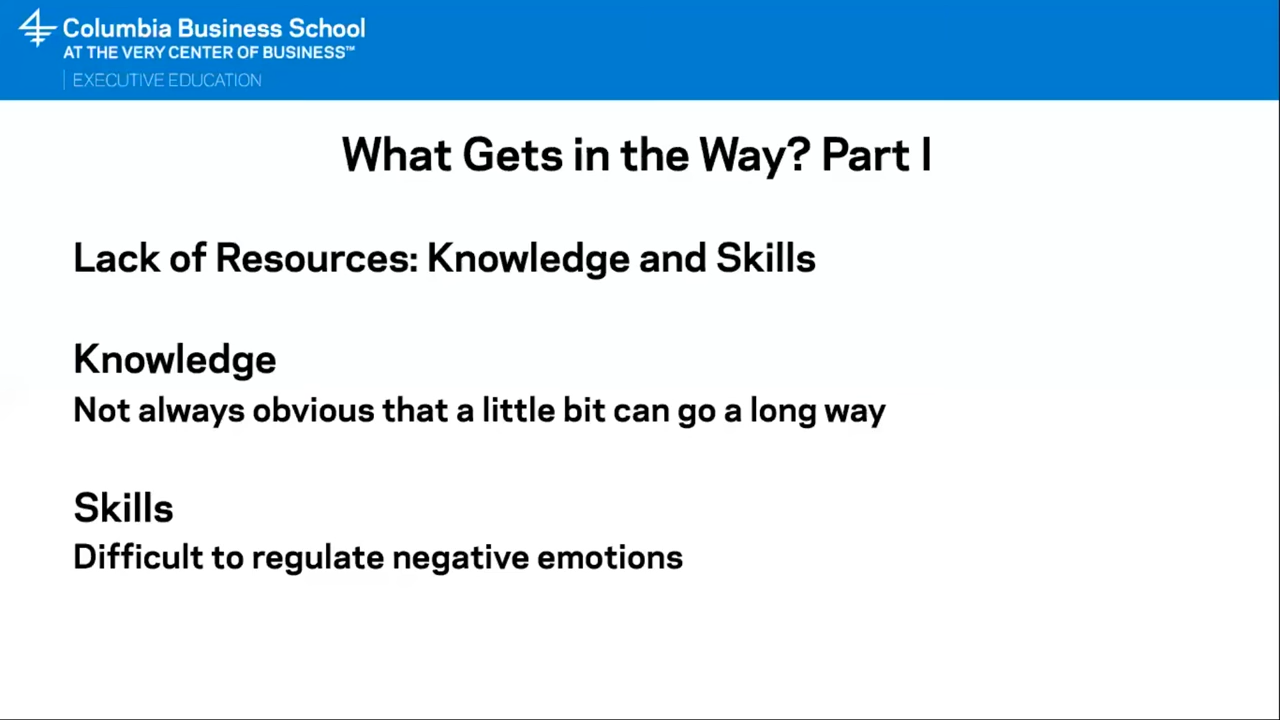 Columbia Business School
AT THE VERY CENTER OF BUSINESS™
EXECUTIVE EDUCATION
What Gets in the Way? Part I
Lack of Resources: Knowledge and Skills
Knowledge
Not always obvious that a little bit can go a long way
Skills
Difficult to regulate negative emotions